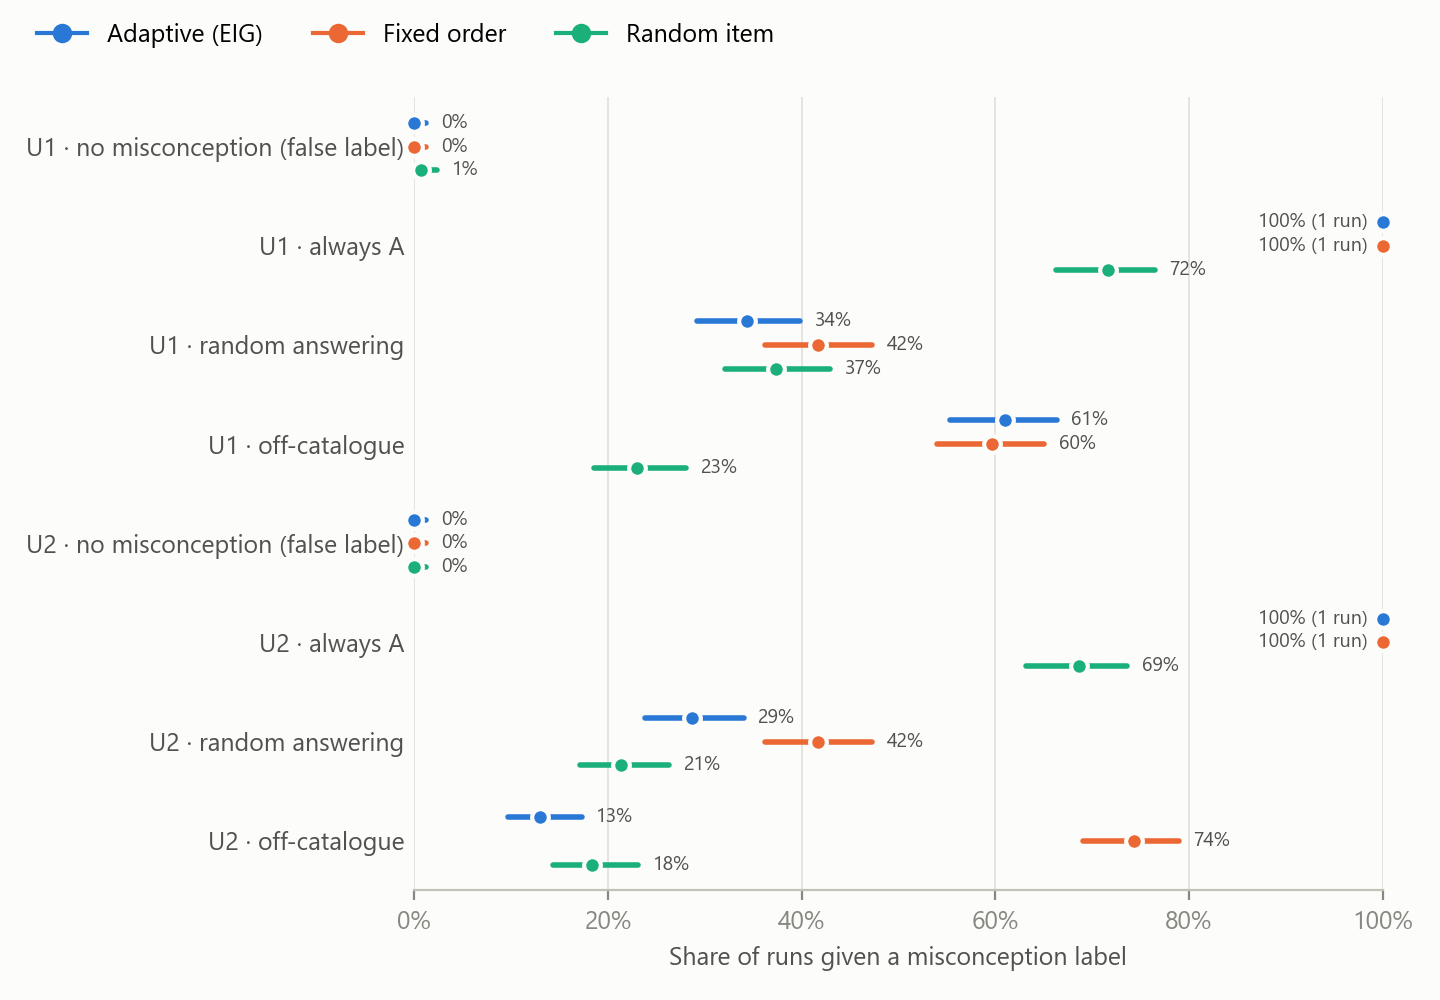 Adaptive (EIG) Fixed order Random item
0%
U1 · no misconception (false label) 0%
1%
100% (1 run)
U1 · always A 100% (1 run)
72%
34%
U1 · random answering 42%
37%
61%
U1 · off-catalogue 60%
23%
0%
U2 · no misconception (false label) 0%
0%
100% (1 run)
U2 · always A 100% (1 run)
69%
29%
U2 · random answering 42%
21%
13%
U2 · off-catalogue 74%
18%
0% 20% 40% 60% 80% 100%
Share of runs given a misconception label